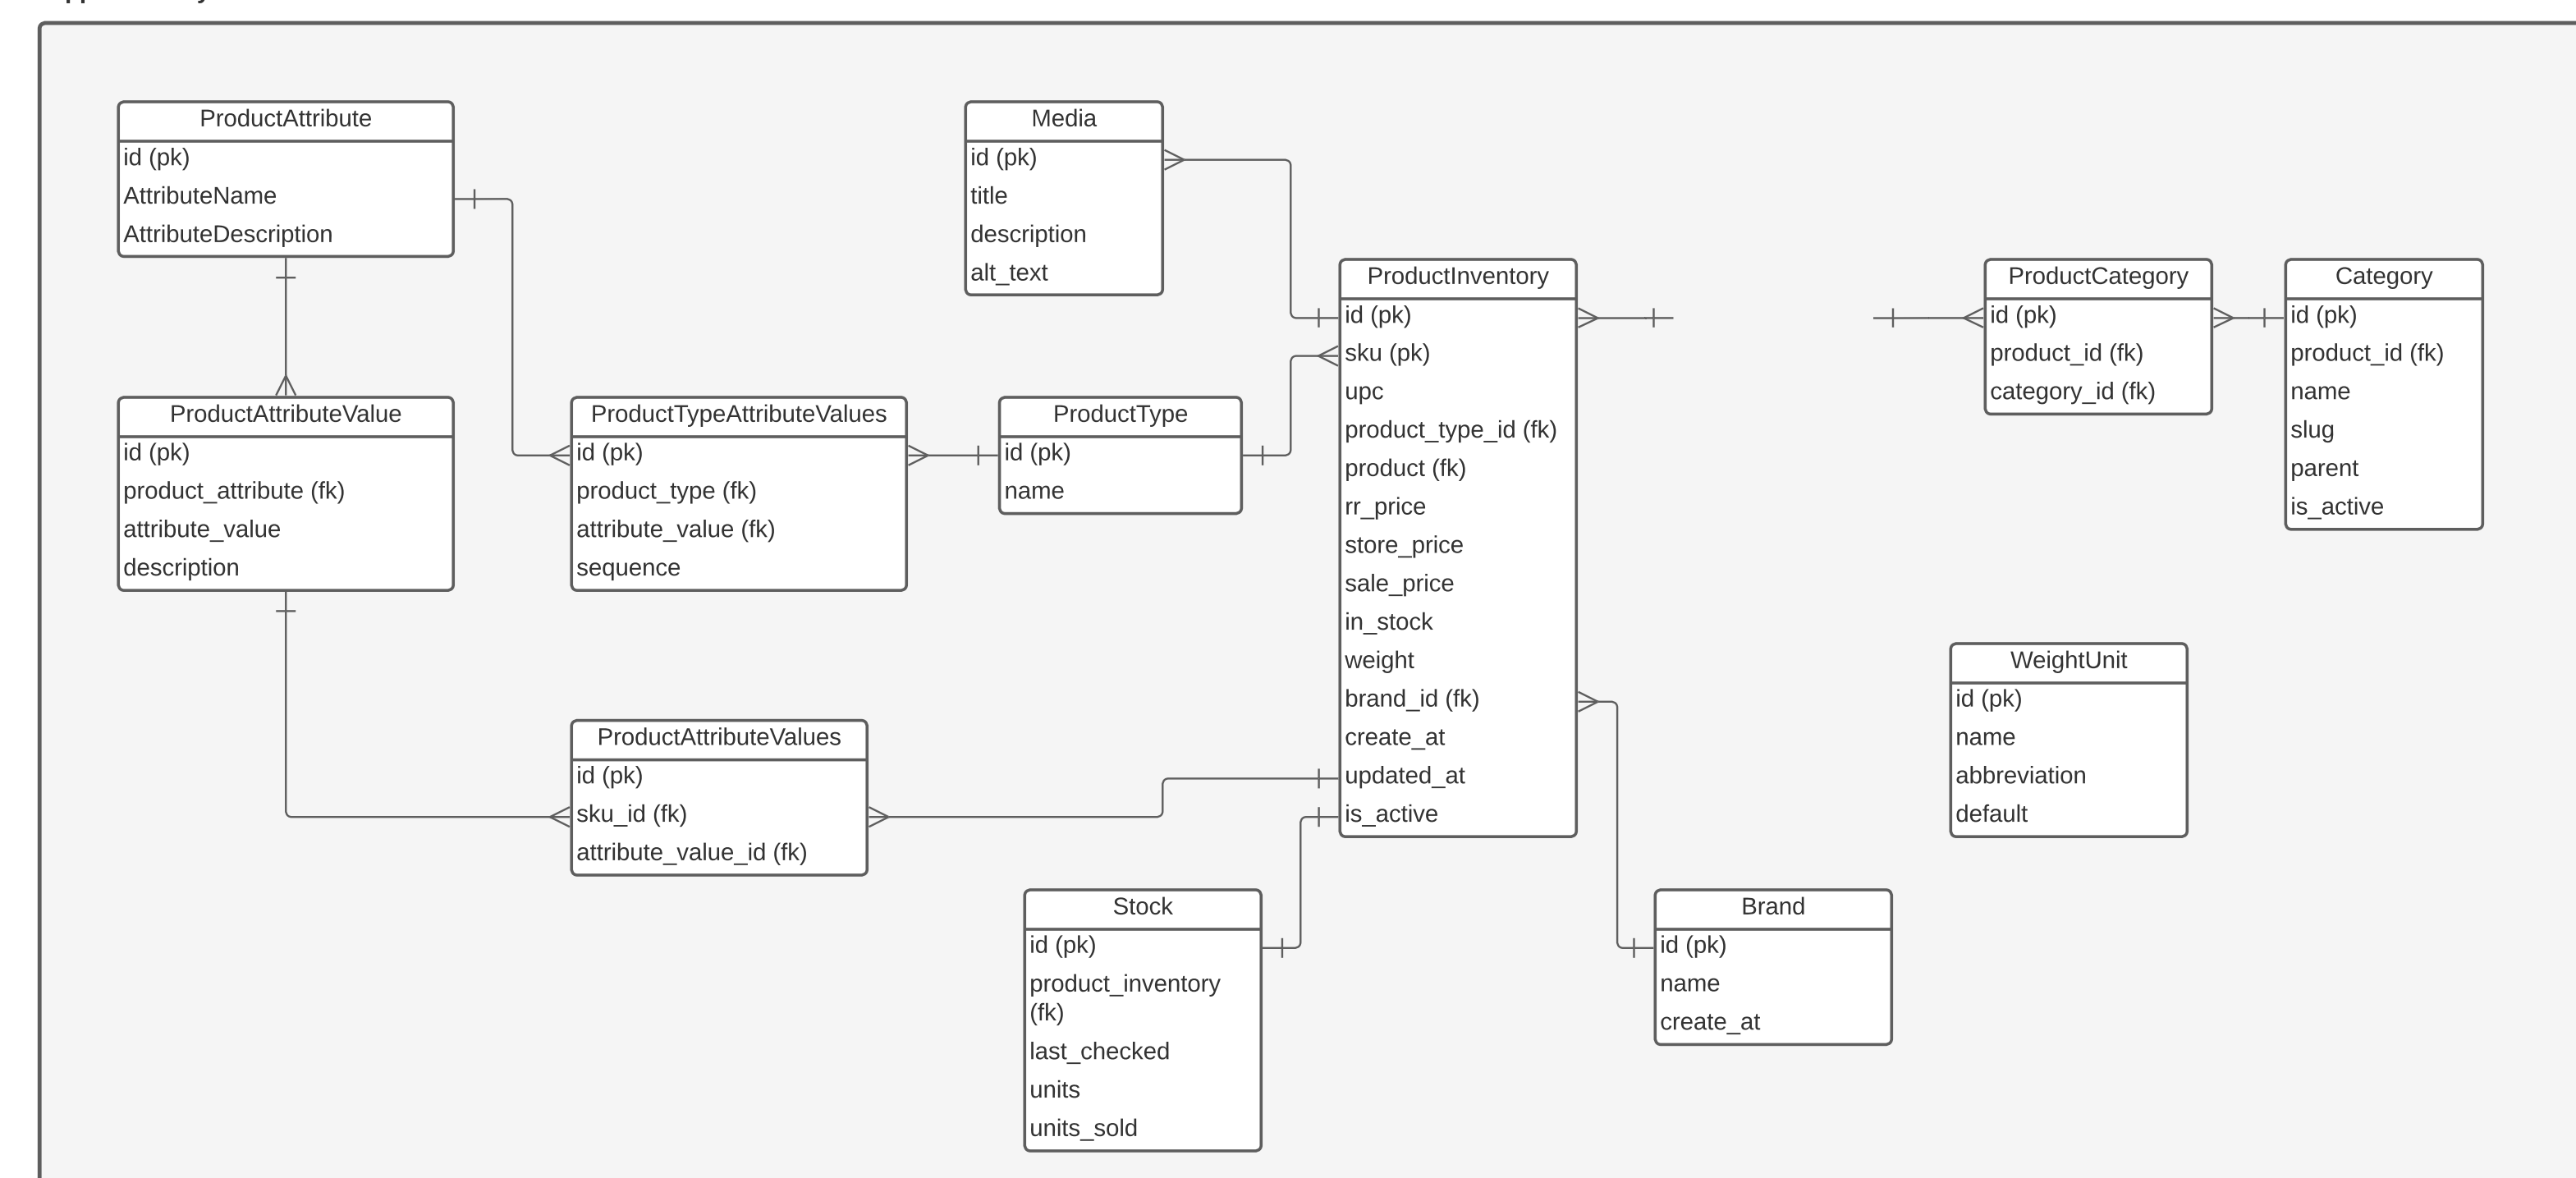 ProductAttribute
id (pk)
AttributeName
AttributeDescription
Media
id (pk)
title
description
alt_text
ProductInventory
id (pk)
sku (pk)
upc
product_type_id (fk)
product (fk)
rr_price
store_price
sale_price
in_stock
weight
brand_id (fk)
create_at
updated_at
is_active
ProductCategory
id (pk)
product_id (fk)
category_id (fk)
Category
id (pk)
product_id (fk)
name
slug
parent
is_active
ProductAttributeValue
id (pk)
product_attribute (fk)
attribute_value
description
ProductTypeAttributeValues
id (pk)
product_type (fk)
attribute_value (fk)
sequence
ProductType
id (pk)
name
WeightUnit
id (pk)
name
abbreviation
default
ProductAttributeValues
id (pk)
sku_id (fk)
attribute_value_id (fk)
Stock
id (pk)
product_inventory
(fk)
last_checked
units
units_sold
Brand
id (pk)
name
create_at